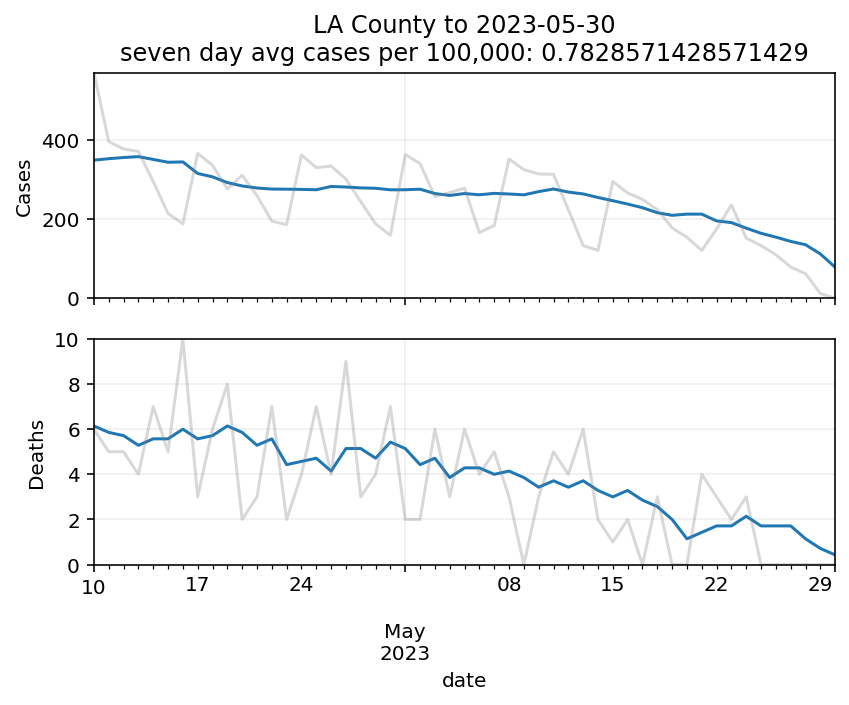 LA County to 2023-05-30
seven day avg cases per 100,000: 0.7828571428571429
400
200
0
Cases
10
8
6
4
2
0
Deaths
10 17 24 08 15 22 29
May
2023
date